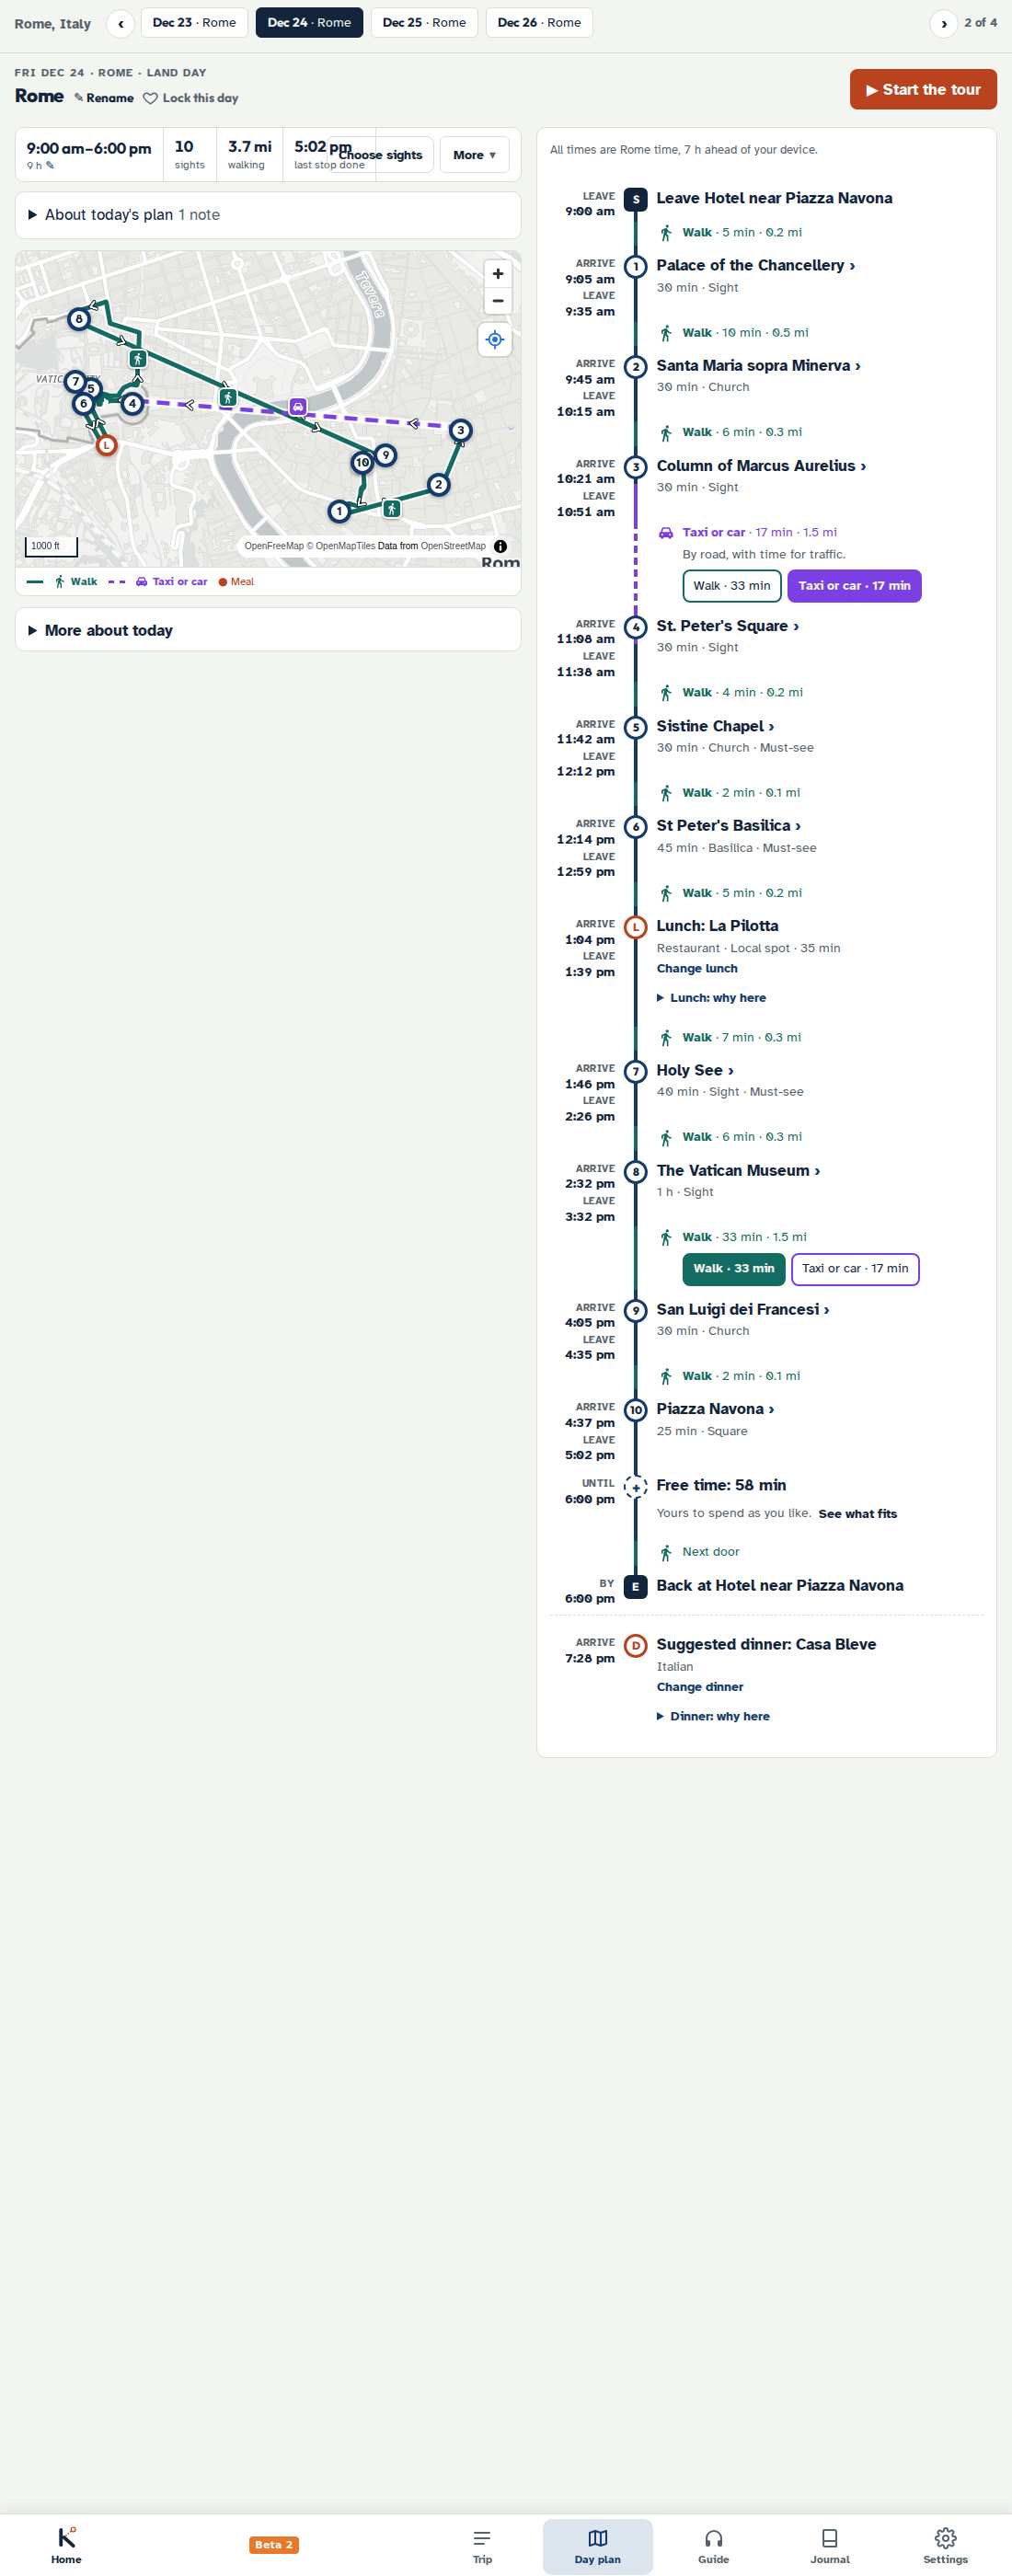 Rome, Italy
‹
Dec 23 · Rome
Dec 24 · Rome
Dec 25 · Rome
Dec 26 · Rome
›
2 of 4
FRI DEC 24 · ROME · LAND DAY
Rome ✎ Rename Lock this day
▶ Start the tour
9:00 am–6:00 pm
9 h ✎
10
sights
3.7 mi
walking
5:02 pm
last stop done
Choose sights
More ▼
▶ About today's plan 1 note
Tevere
VATIC
+
−
8
7
5
6
4
L
3
10
9
2
1
1000 ft
OpenFreeMap © OpenMapTiles Data from OpenStreetMap
Rom
Walk
Taxi or car
Meal
▶ More about today
All times are Rome time, 7 h ahead of your device.
LEAVE
9:00 am
S
Leave Hotel near Piazza Navona
Walk · 5 min · 0.2 mi
ARRIVE
9:05 am
LEAVE
9:35 am
1
Palace of the Chancellery ›
30 min · Sight
Walk · 10 min · 0.5 mi
ARRIVE
9:45 am
LEAVE
10:15 am
2
Santa Maria sopra Minerva ›
30 min · Church
Walk · 6 min · 0.3 mi
ARRIVE
10:21 am
LEAVE
10:51 am
3
Column of Marcus Aurelius ›
30 min · Sight
Taxi or car · 17 min · 1.5 mi
By road, with time for traffic.
Walk · 33 min
Taxi or car · 17 min
ARRIVE
11:08 am
LEAVE
11:38 am
4
St. Peter's Square ›
30 min · Sight
Walk · 4 min · 0.2 mi
ARRIVE
11:42 am
LEAVE
12:12 pm
5
Sistine Chapel ›
30 min · Church · Must-see
Walk · 2 min · 0.1 mi
ARRIVE
12:14 pm
LEAVE
12:59 pm
6
St Peter's Basilica ›
45 min · Basilica · Must-see
Walk · 5 min · 0.2 mi
ARRIVE
1:04 pm
LEAVE
1:39 pm
L
Lunch: La Pilotta
Restaurant · Local spot · 35 min
Change lunch
▶ Lunch: why here
Walk · 7 min · 0.3 mi
ARRIVE
1:46 pm
LEAVE
2:26 pm
7
Holy See ›
40 min · Sight · Must-see
Walk · 6 min · 0.3 mi
ARRIVE
2:32 pm
LEAVE
3:32 pm
8
The Vatican Museum ›
1 h · Sight
Walk · 33 min · 1.5 mi
Walk · 33 min
Taxi or car · 17 min
ARRIVE
4:05 pm
LEAVE
4:35 pm
9
San Luigi dei Francesi ›
30 min · Church
Walk · 2 min · 0.1 mi
ARRIVE
4:37 pm
LEAVE
5:02 pm
10
Piazza Navona ›
25 min · Square
UNTIL
6:00 pm
+
Free time: 58 min
Yours to spend as you like. See what fits
Next door
BY
6:00 pm
E
Back at Hotel near Piazza Navona
ARRIVE
7:28 pm
D
Suggested dinner: Casa Bleve
Italian
Change dinner
▶ Dinner: why here
Home
Beta 2
Trip
Day plan
Guide
Journal
Settings